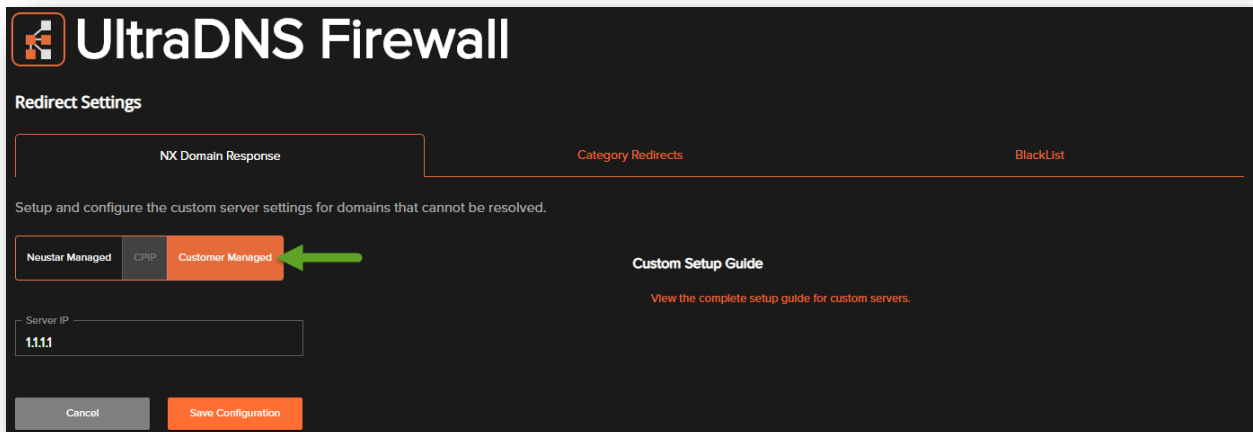 UltraDNS Firewall
Redirect Settings
NX Domain Response
Category Redirects
BlackList
Setup and configure the custom server settings for domains that cannot be resolved.
Neustar Managed
CPIP
Customer Managed
Custom Setup Guide
View the complete setup guide for custom servers.
Server IP
1.1.1.1
Cancel
Save Configuration